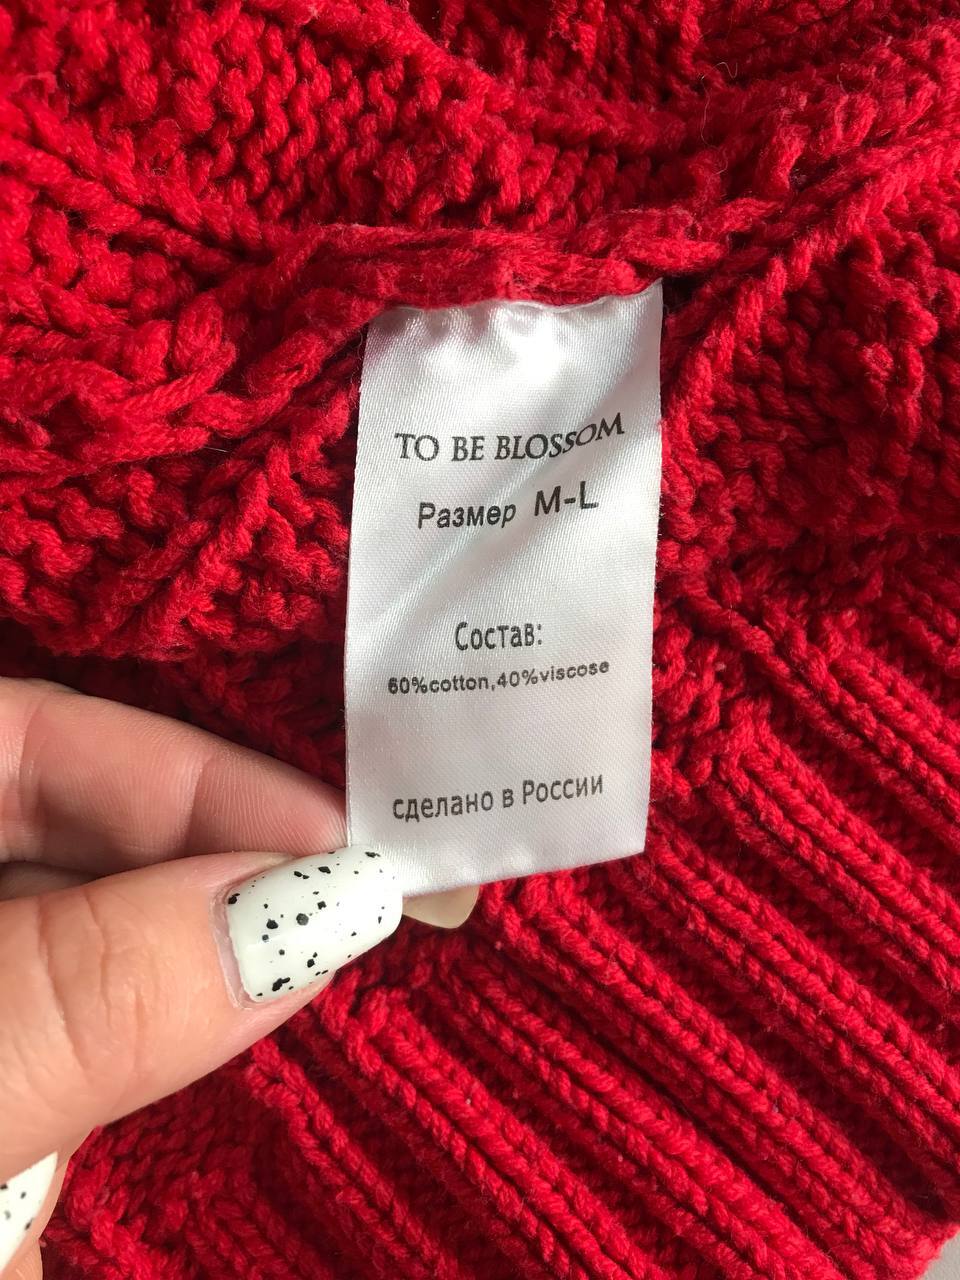 TO BE BLOSSOM
Размер M-L
Состав:
60%cotton,40%viscose
сделано в России